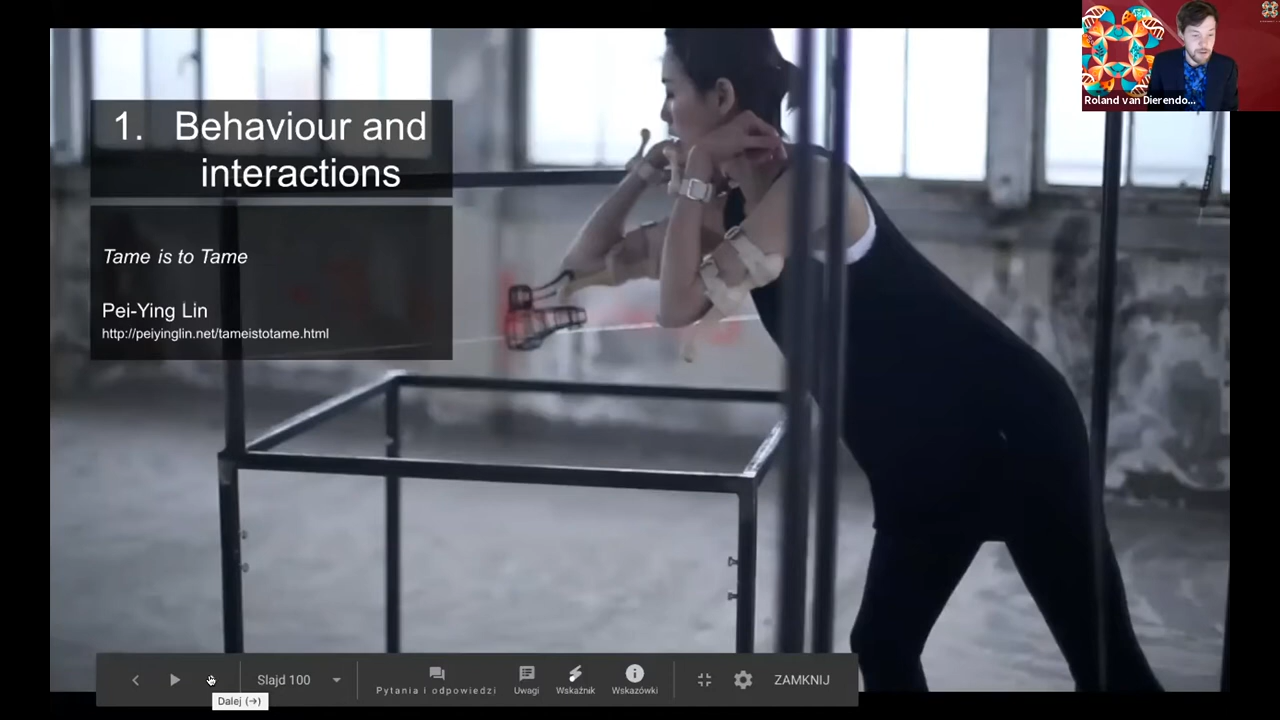 Roland van Dierendo...
1. Behaviour and
interactions
Tame is to Tame
Pei-Ying Lin
http://peiyinglin.net/tameistotame.html
Slajd 100
Pytania i odpowiedzi
Uwagi
Wskaźnik
Wskazówki
ZAMKNIJ
Dalej (→)